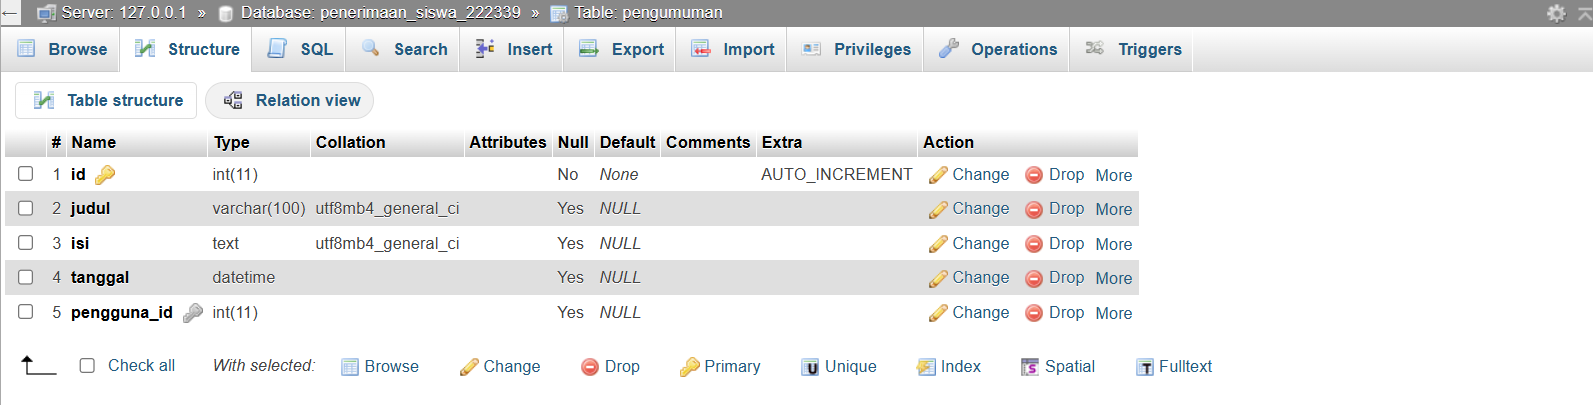 Server: 127.0.0.1 » Database: penerimaan_siswa_222339 » Table: pengumuman
Browse Structure SQL Search Insert Export Import Privileges Operations Triggers
Table structure Relation view
# Name Type Collation Attributes Null Default Comments Extra Action
1 id int(11) No None AUTO_INCREMENT Change Drop More
2 judul varchar(100) utf8mb4_general_ci Yes NULL Change Drop More
3 isi text utf8mb4_general_ci Yes NULL Change Drop More
4 tanggal datetime Yes NULL Change Drop More
5 pengguna_id int(11) Yes NULL Change Drop More
Check all With selected: Browse Change Drop Primary Unique Index Spatial Fulltext